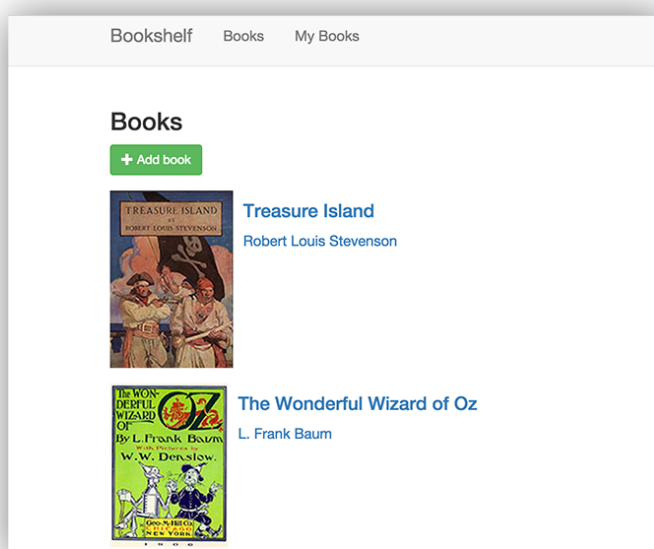 Bookshelf Books My Books
Books
+ Add book
TREASURE ISLAND
BY
ROBERT LOUIS STEVENSON
Treasure Island
Robert Louis Stevenson
THE WON-
DERFUL
WIZARD
OF
OZ
By L. Frank Baum
With Pictures by
W.W. Denslow.
Geo. M. Hill Co.
CHICAGO
NEW YORK
1900
The Wonderful Wizard of Oz
L. Frank Baum